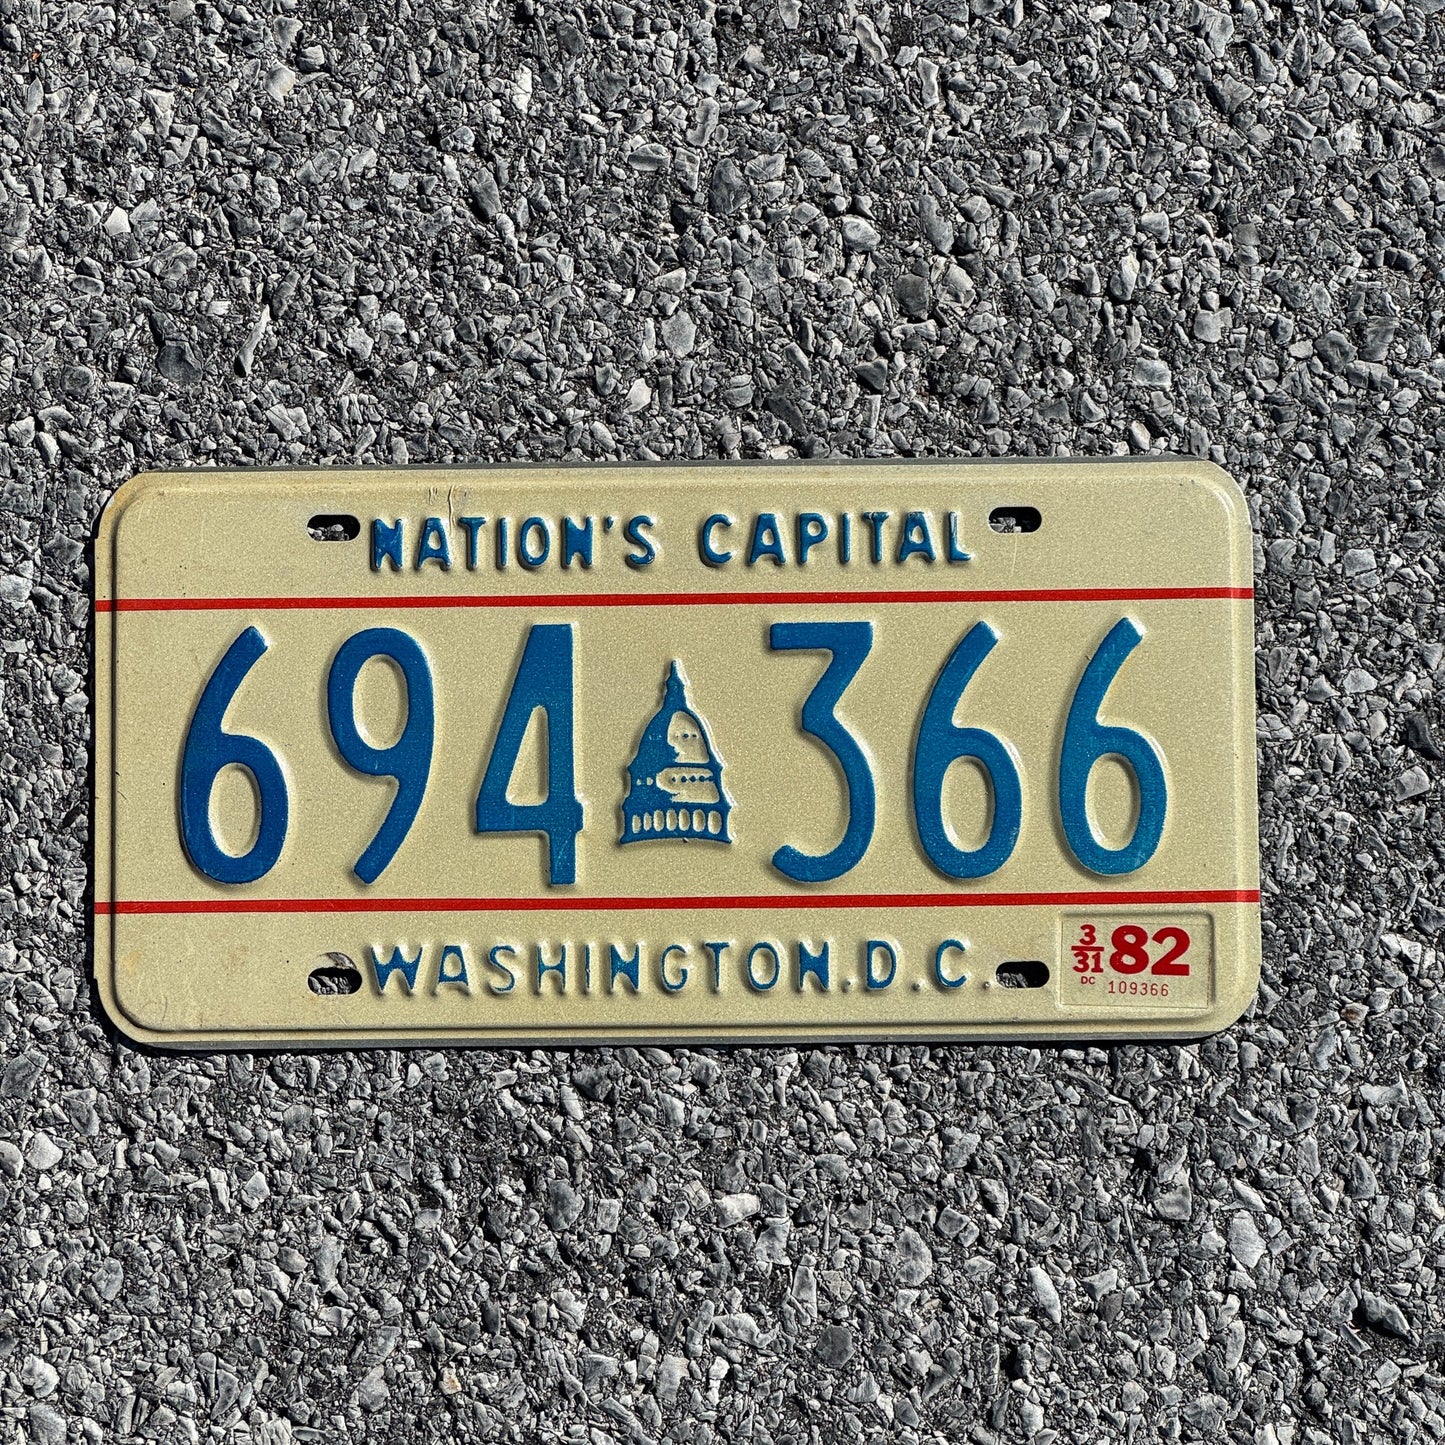 NATION'S CAPITAL
694 366
WASHINGTON.D.C.
3/31 82
DC 109366